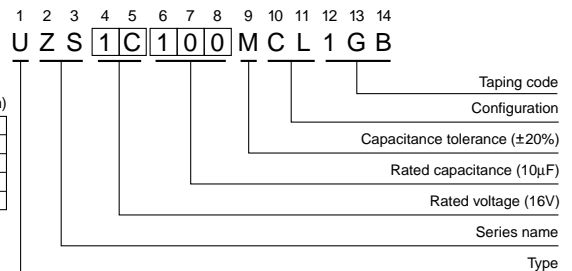 1 2 3 4 5 6 7 8 9 10 11 12 13 14
U Z S 1 C 1 0 0 M C L 1 G B
)
Taping code
Configuration
Capacitance tolerance (±20%)
Rated capacitance (10μF)
Rated voltage (16V)
Series name
Type